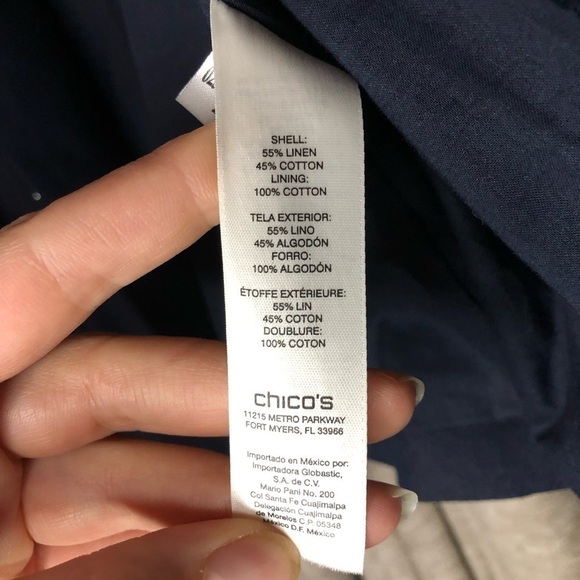 SHELL:
55% LINEN
45% COTTON
LINING:
100% COTTON
TELA EXTERIOR:
55% LINO
45% ALGODÓN
FORRO:
100% ALGODÓN
ÉTOFFE EXTÉRIEURE:
55% LIN
45% COTON
DOUBLURE:
100% COTON
chico's
11215 METRO PARKWAY
FORT MYERS, FL 33966
Importado en México por:
Importadora Globastic,
S.A. de C.V.
Mario Pani No. 200
Col Santa Fe Cuajimalpa
Delegación Cuajimalpa
de Morelos C.P. 05348
México D.F. México